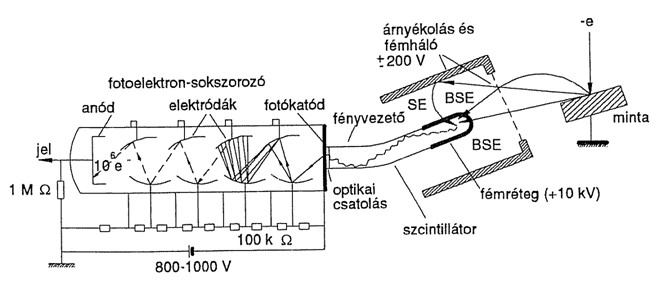 -e
árnyékolás és
fémháló
±200 V
fotoelektron-sokszorozó
anód
elektródák
fotókatód
SE
BSE
minta
fényvezető
jel
10⁶e⁻
BSE
1 M Ω
optikai
csatolás
fémréteg (+10 kV)
szcintillátor
100 k Ω
800-1000 V